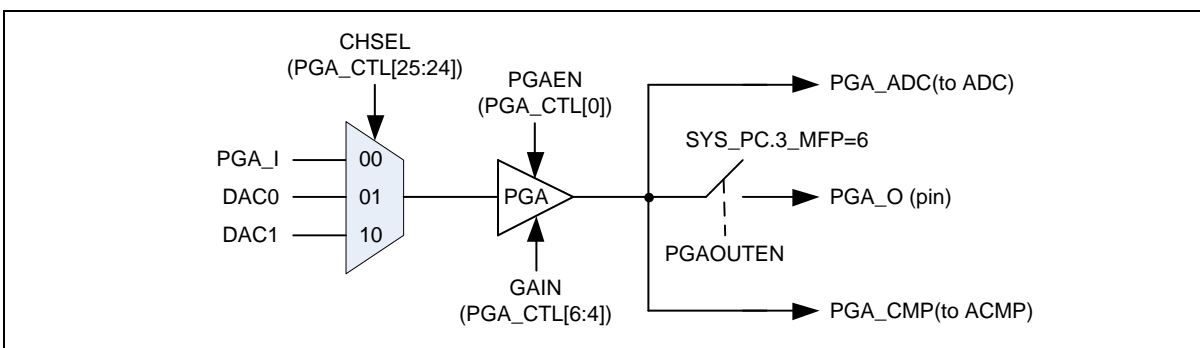 CHSEL
(PGA_CTL[25:24])
PGAEN
(PGA_CTL[0])
PGA_ADC(to ADC)
SYS_PC.3_MFP=6
PGA_I
00
DAC0
01
PGA
PGA_O (pin)
DAC1
10
PGAOUTEN
GAIN
(PGA_CTL[6:4])
PGA_CMP(to ACMP)